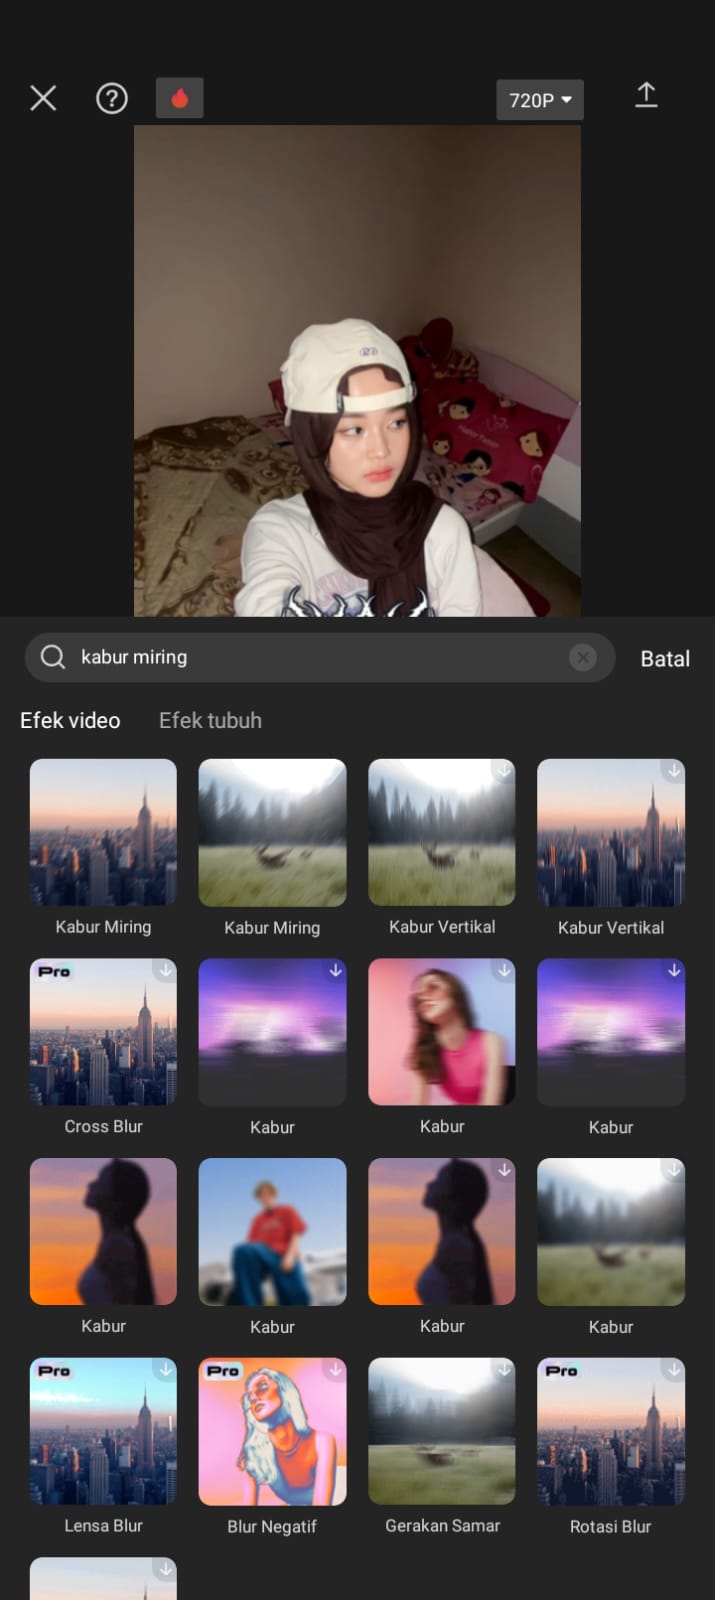 720P
kabur miring
Batal
Efek video
Efek tubuh
Kabur Miring
Kabur Miring
Kabur Vertikal
Kabur Vertikal
Pro
Cross Blur
Kabur
Kabur
Kabur
Kabur
Kabur
Kabur
Kabur
Pro
Pro
Pro
Lensa Blur
Blur Negatif
Gerakan Samar
Rotasi Blur